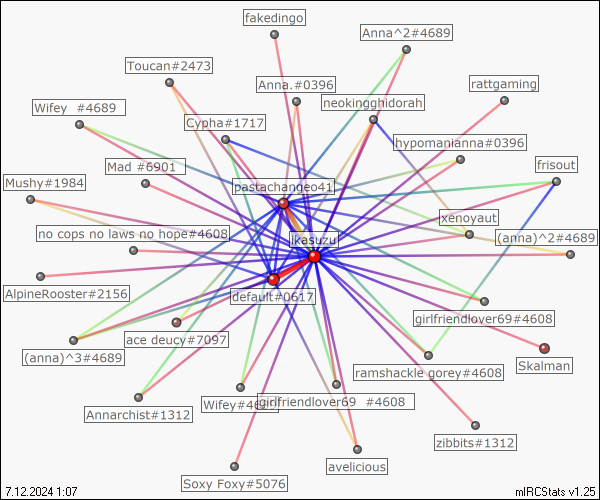 fakedingo
Anna^2#4689
Toucan#2473
Anna.#0396
rattgaming
neokingghidorah
Wifey #4689
Cypha#1717
hypomanianna#0396
Mad #6901
frisout
Mushy#1984
pastachangeo41
xenoyaut
no cops no laws no hope#4608
ikasuzu
(anna)^2#4689
AlpineRooster#2156
default#0617
girlfriendlover69#4608
ace deucy#7097
(anna)^3#4689
Skalman
ramshackle gorey#4608
Annarchist#1312
girlfriendlover69 #4608
zibbits#1312
avelicious
Soxy Foxy#5076
7.12.2024 1:07
mIRCStats v1.25